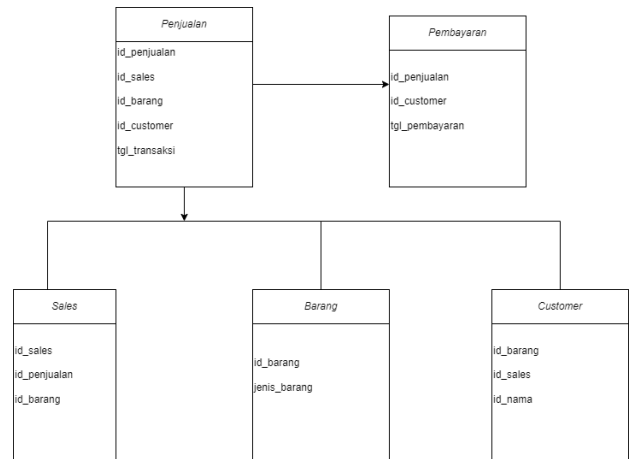 Penjualan
id_penjualan
id_sales
id_barang
id_customer
tgl_transaksi
Pembayaran
id_penjualan
id_customer
tgl_pembayaran
Sales
id_sales
id_penjualan
id_barang
Barang
id_barang
jenis_barang
Customer
id_barang
id_sales
id_nama